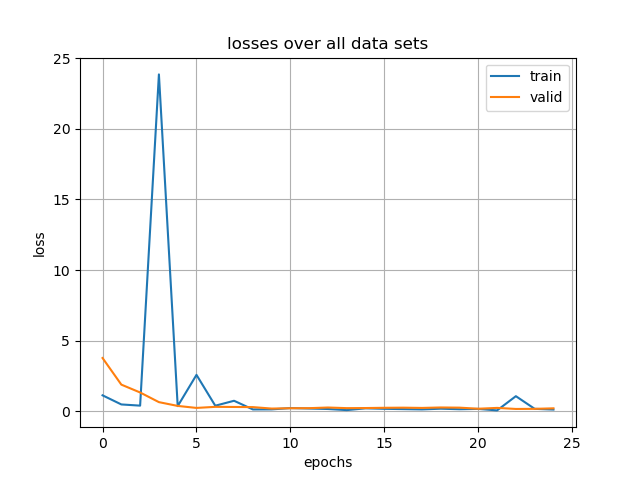 losses over all data sets
train
valid
25
20
15
10
5
0
loss
0 5 10 15 20 25
epochs